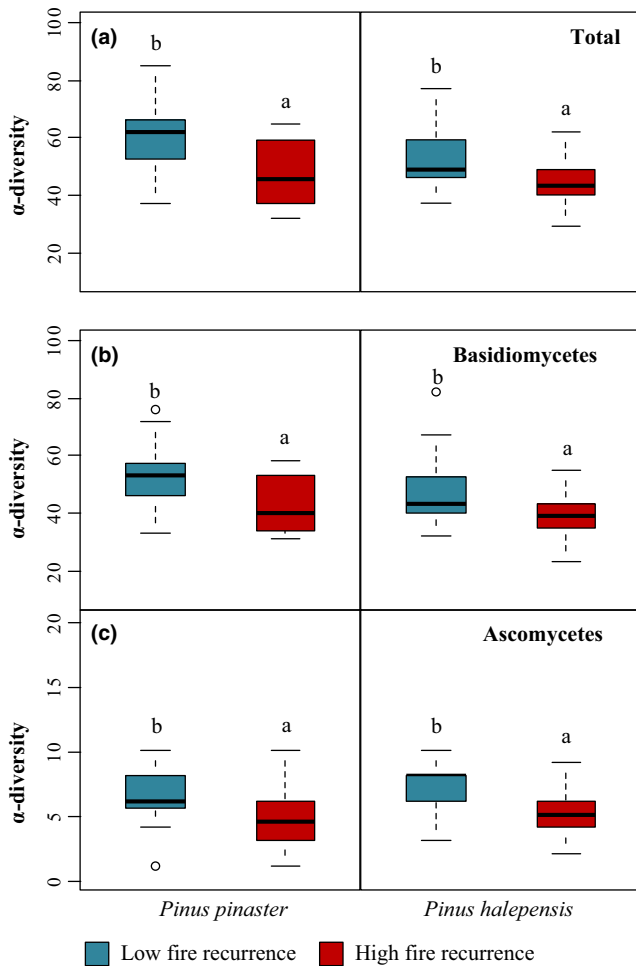 (a)
Total
b
a
b
a
α-diversity
20 40 60 80 100
(b)
Basidiomycetes
b
a
b
a
α-diversity
20 40 60 80 100
(c)
Ascomycetes
b
a
b
a
α-diversity
0 5 10 15 20
Pinus pinaster
Pinus halepensis
Low fire recurrence
High fire recurrence